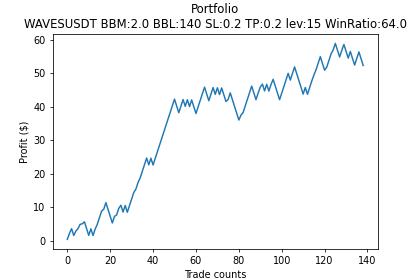 Portfolio
WAVESUSDT BBM:2.0 BBL:140 SL:0.2 TP:0.2 lev:15 WinRatio:64.0
60
50
40
30
20
10
0
Profit ($)
0 20 40 60 80 100 120 140
Trade counts